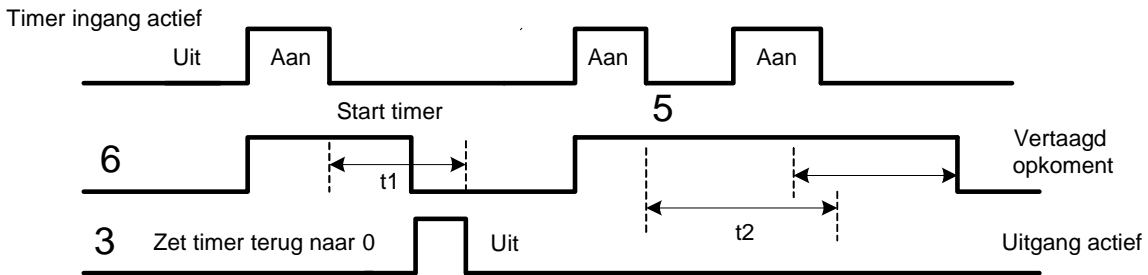 Timer ingang actief
Uit
Aan
Aan
Aan
Start timer
5
6
t1
Vertaagd
opkoment
t2
3
Zet timer terug naar 0
Uit
Uitgang actief